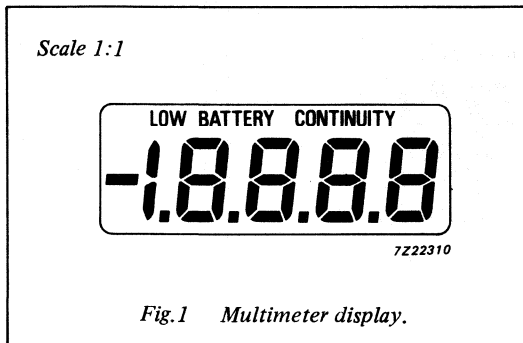 Scale 1:1
LOW BATTERY CONTINUITY
-1.8.8.8.8
7Z22310
Fig.1 Multimeter display.